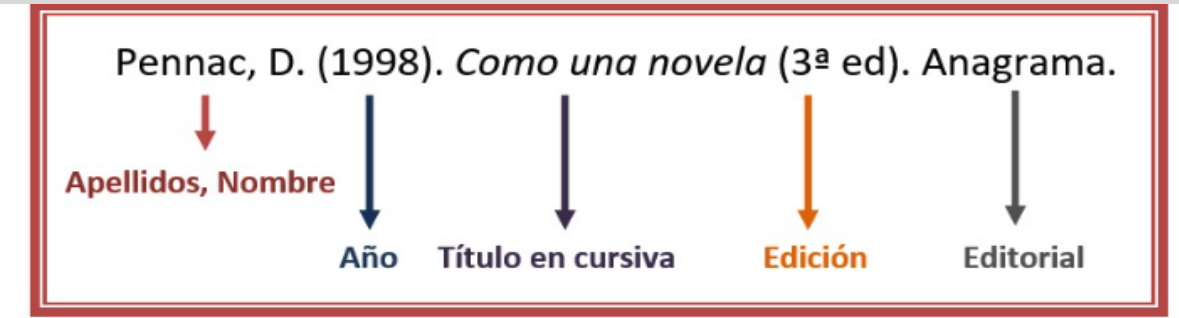 Pennac, D. (1998). Como una novela (3ª ed). Anagrama.
Apellidos, Nombre
Año Título en cursiva Edición Editorial